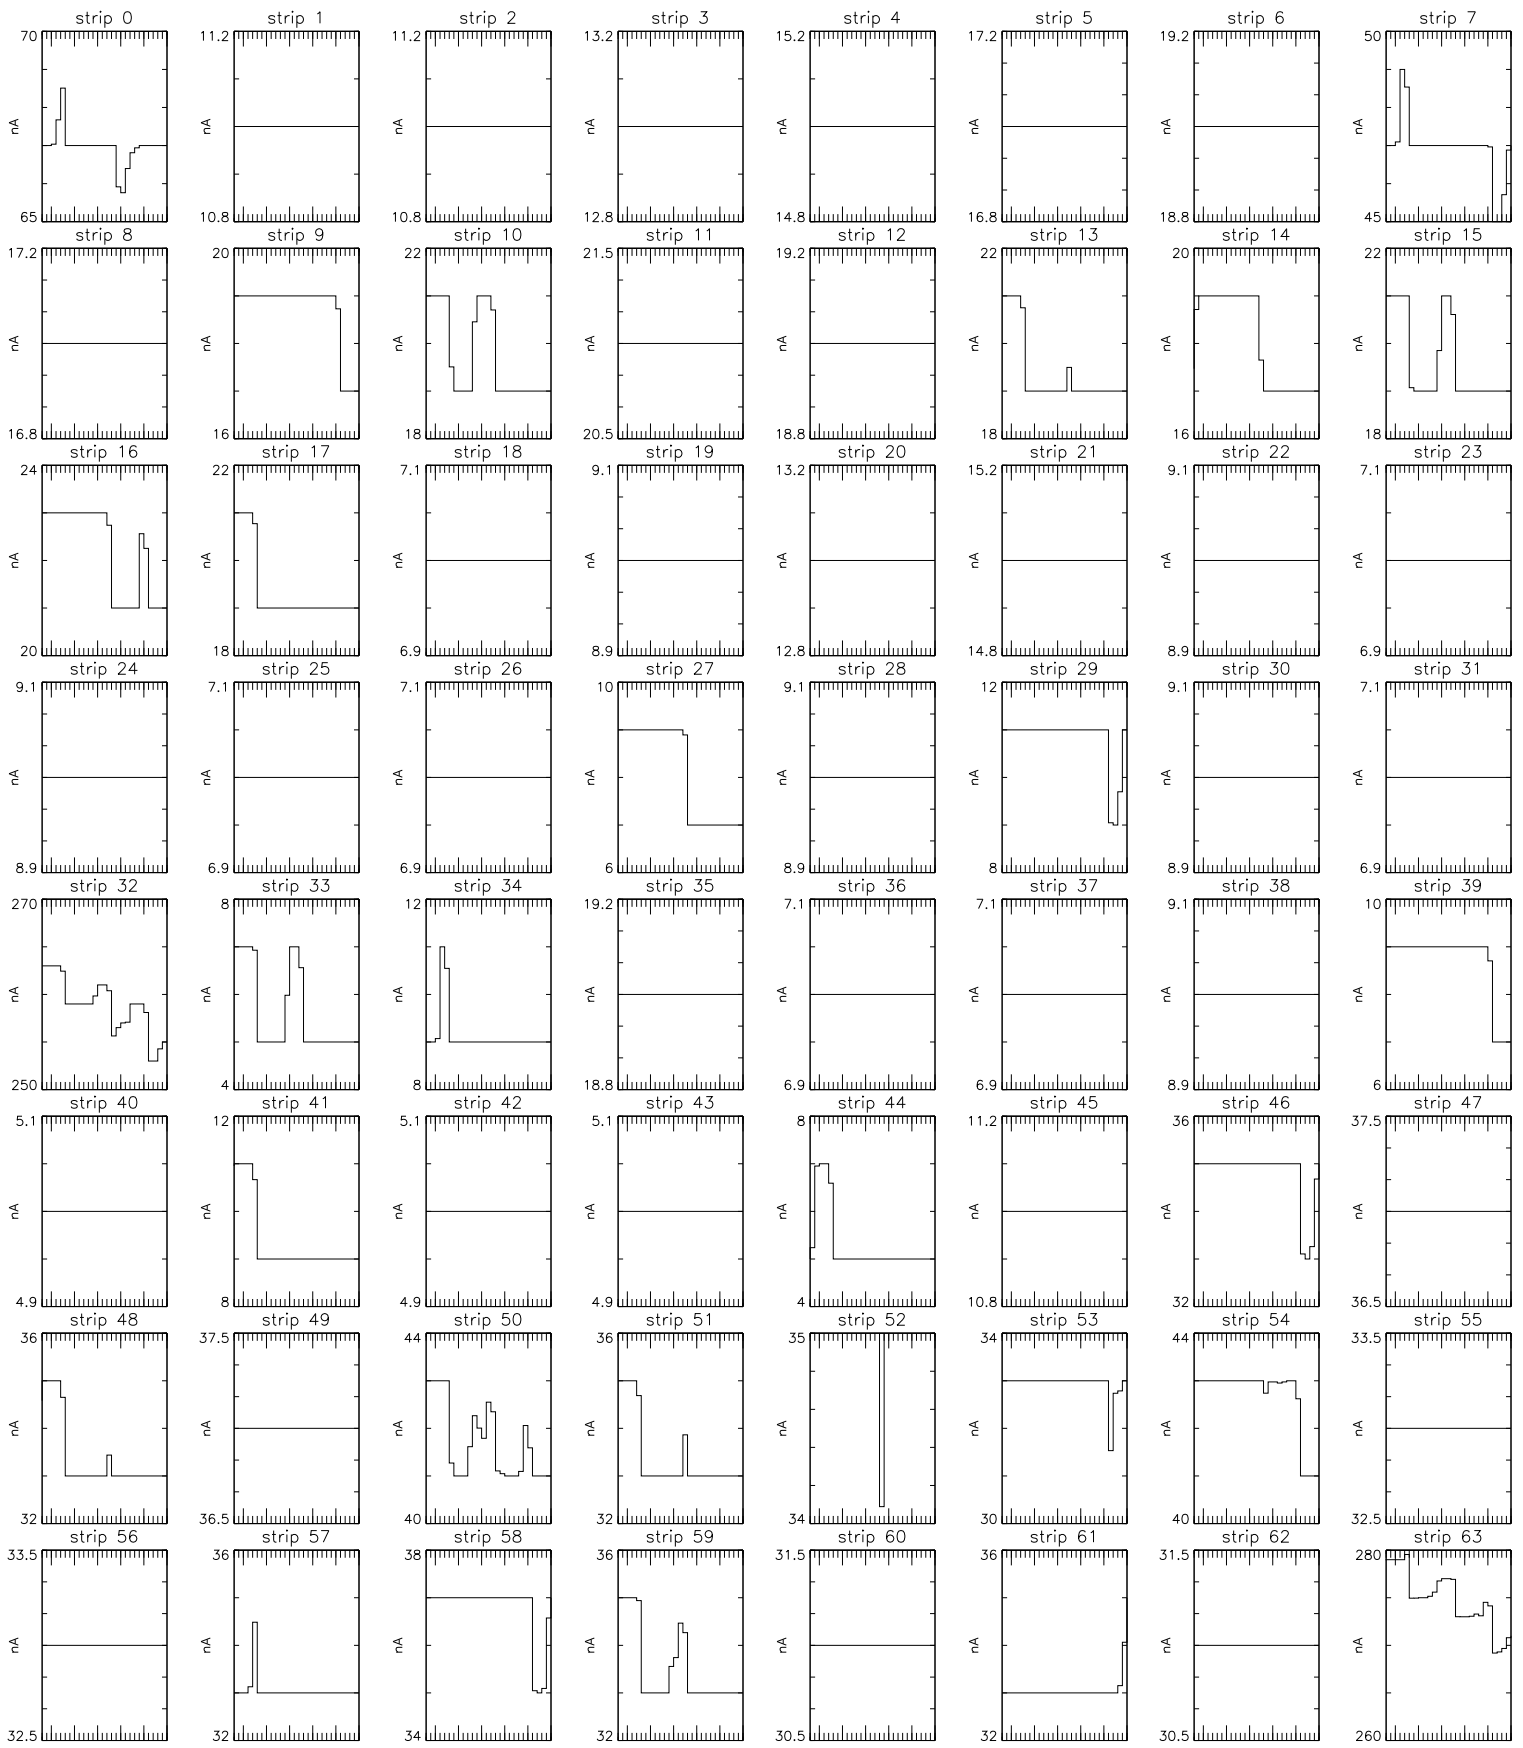 strip 0 strip 1 strip 2 strip 3 strip 4 strip 5 strip 6 strip 7
70 11.2 11.2 13.2 15.2 17.2 19.2 50
nA nA nA nA nA nA nA nA
65 10.8 10.8 12.8 14.8 16.8 18.8 45
strip 8 strip 9 strip 10 strip 11 strip 12 strip 13 strip 14 strip 15
17.2 20 22 21.5 19.2 22 20 22
nA nA nA nA nA nA nA nA
16.8 16 18 20.5 18.8 18 16 18
strip 16 strip 17 strip 18 strip 19 strip 20 strip 21 strip 22 strip 23
24 22 7.1 9.1 13.2 15.2 9.1 7.1
nA nA nA nA nA nA nA nA
20 18 6.9 8.9 12.8 14.8 8.9 6.9
strip 24 strip 25 strip 26 strip 27 strip 28 strip 29 strip 30 strip 31
9.1 7.1 7.1 10 9.1 12 9.1 7.1
nA nA nA nA nA nA nA nA
8.9 6.9 6.9 6 8.9 8 8.9 6.9
strip 32 strip 33 strip 34 strip 35 strip 36 strip 37 strip 38 strip 39
270 8 12 19.2 7.1 7.1 9.1 10
nA nA nA nA nA nA nA nA
250 4 8 18.8 6.9 6.9 8.9 6
strip 40 strip 41 strip 42 strip 43 strip 44 strip 45 strip 46 strip 47
5.1 12 5.1 5.1 8 11.2 36 37.5
nA nA nA nA nA nA nA nA
4.9 8 4.9 4.9 4 10.8 32 36.5
strip 48 strip 49 strip 50 strip 51 strip 52 strip 53 strip 54 strip 55
36 37.5 44 36 35 34 44 33.5
nA nA nA nA nA nA nA nA
32 36.5 40 32 34 30 40 32.5
strip 56 strip 57 strip 58 strip 59 strip 60 strip 61 strip 62 strip 63
33.5 36 38 36 31.5 36 31.5 280
nA nA nA nA nA nA nA nA
32.5 32 34 32 30.5 32 30.5 260